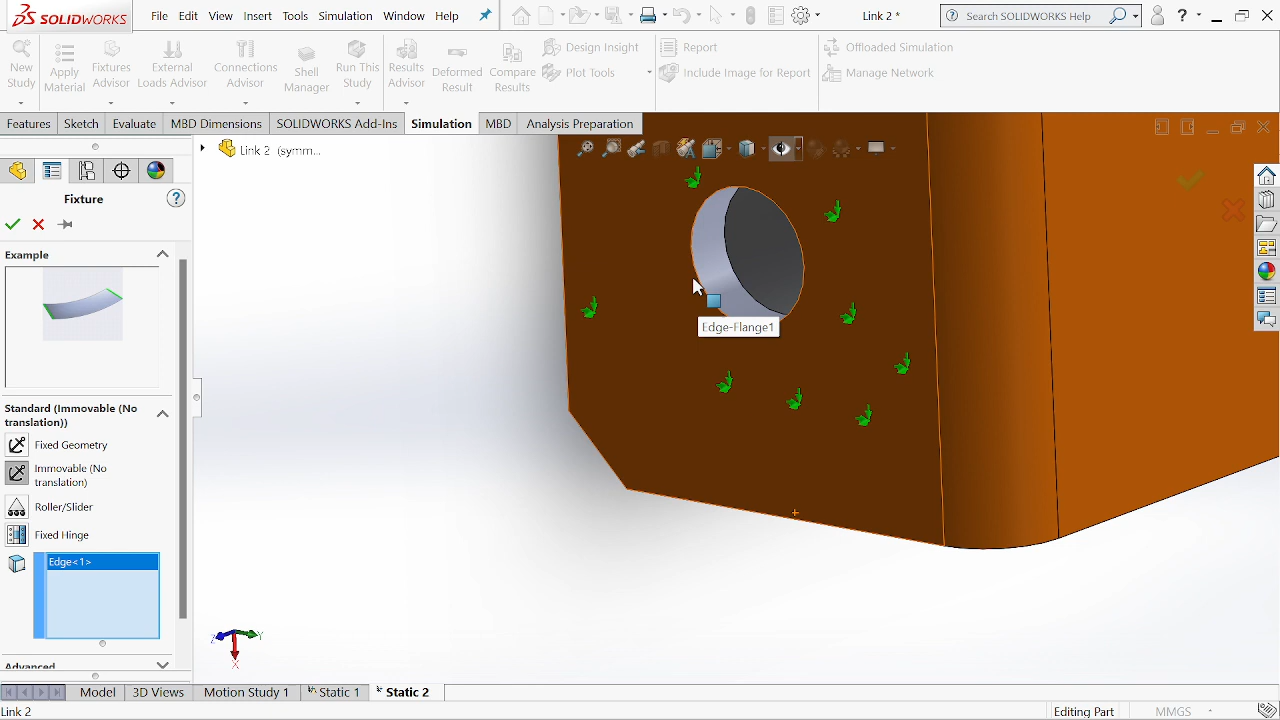 SOLIDWORKS
File Edit View Insert Tools Simulation Window Help
Link 2 *
Search SOLIDWORKS Help
?
New Study
Apply Material
Fixtures Advisor
External Loads Advisor
Connections Advisor
Shell Manager
Run This Study
Results Advisor
Deformed Result
Compare Results
Design Insight
Plot Tools
Report
Include Image for Report
Offloaded Simulation
Manage Network
Features Sketch Evaluate MBD Dimensions SOLIDWORKS Add-Ins Simulation MBD Analysis Preparation
Link 2 (symm...
Fixture
?
Example
Standard (Immovable (No
translation))
Fixed Geometry
Immovable (No
translation)
Roller/Slider
Fixed Hinge
Edge<1>
Advanced
Edge-Flange1
Y
X
Model 3D Views Motion Study 1 Static 1 Static 2
Link 2
Editing Part
MMGS